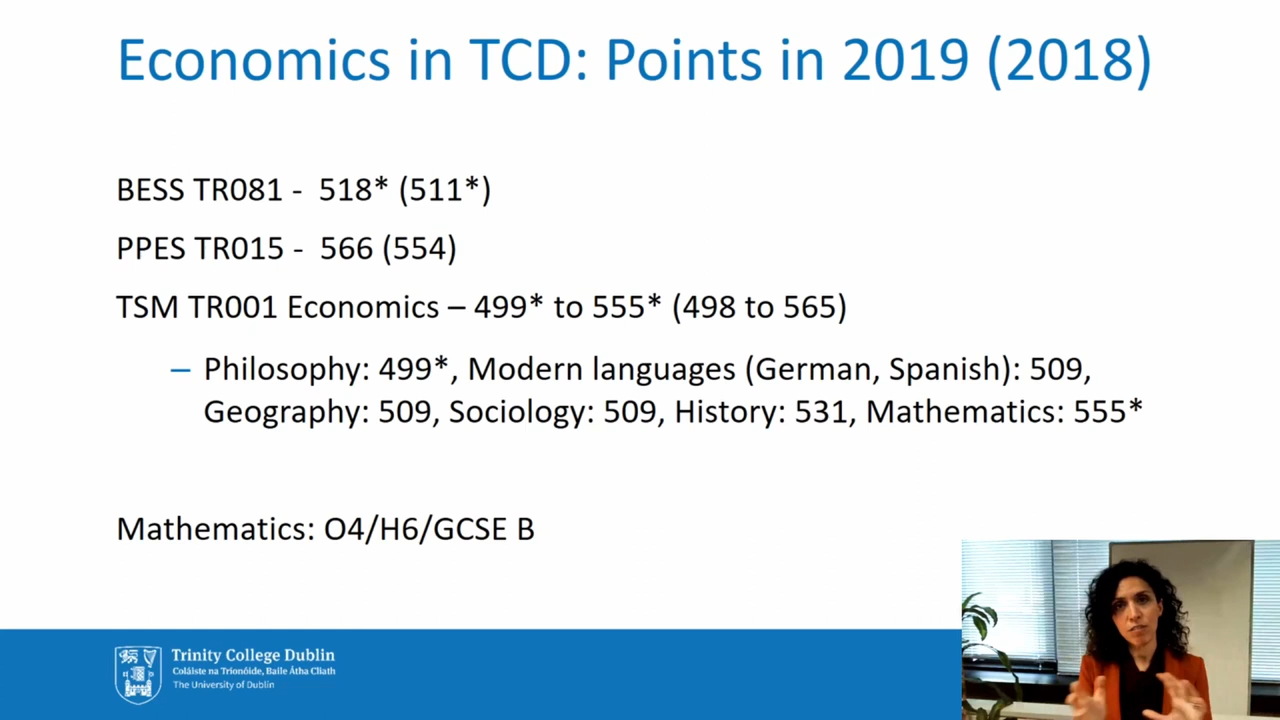 Economics in TCD: Points in 2019 (2018)
BESS TR081 - 518* (511*)
PPES TR015 - 566 (554)
TSM TR001 Economics – 499* to 555* (498 to 565)
– Philosophy: 499*, Modern languages (German, Spanish): 509,
Geography: 509, Sociology: 509, History: 531, Mathematics: 555*
Mathematics: O4/H6/GCSE B
Trinity College Dublin
Coláiste na Tríonóide, Baile Átha Cliath
The University of Dublin